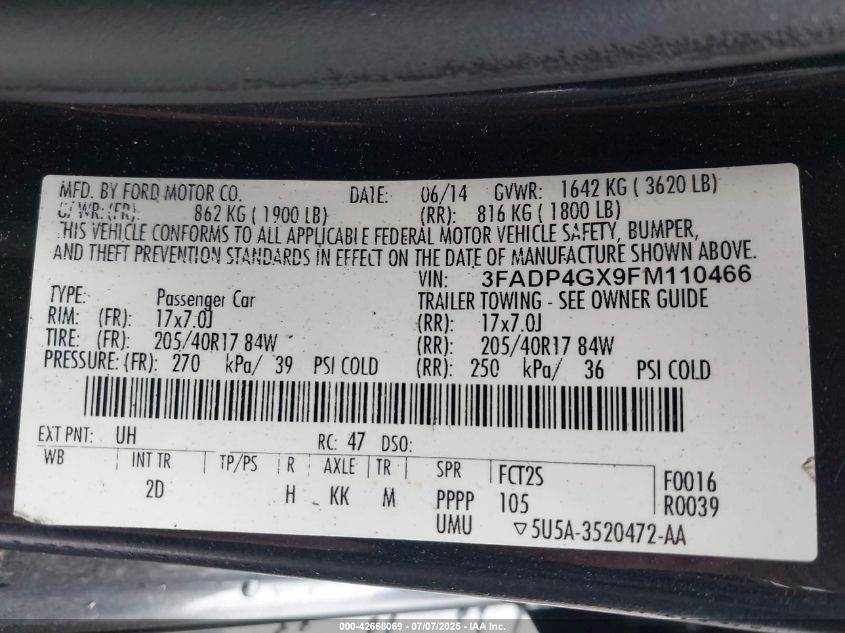 MFD. BY FORD MOTOR CO. DATE: 06/14 GVWR: 1642 KG ( 3620 LB)
GAWR: (FR): 862 KG ( 1900 LB) (RR): 816 KG ( 1800 LB)
THIS VEHICLE CONFORMS TO ALL APPLICABLE FEDERAL MOTOR VEHICLE SAFETY, BUMPER,
AND THEFT PREVENTION STANDARDS IN EFFECT ON THE DATE OF MANUFACTURE SHOWN ABOVE.
VIN: 3FADP4GX9FM110466
TYPE: Passenger Car TRAILER TOWING - SEE OWNER GUIDE
RIM: (FR): 17x7.0J (RR): 17x7.0J
TIRE: (FR): 205/40R17 84W (RR): 205/40R17 84W
PRESSURE: (FR): 270 kPa/ 39 PSI COLD (RR): 250 kPa/ 36 PSI COLD
EXT PNT: UH RC: 47 DSO:
WB INT TR TP/PS R AXLE TR SPR FCT2S F0016
2D H KK M PPPP 105 R0039
UMU ▽5U5A-3520472-AA
000-42668069 - 07/07/2025 - IAA Inc.